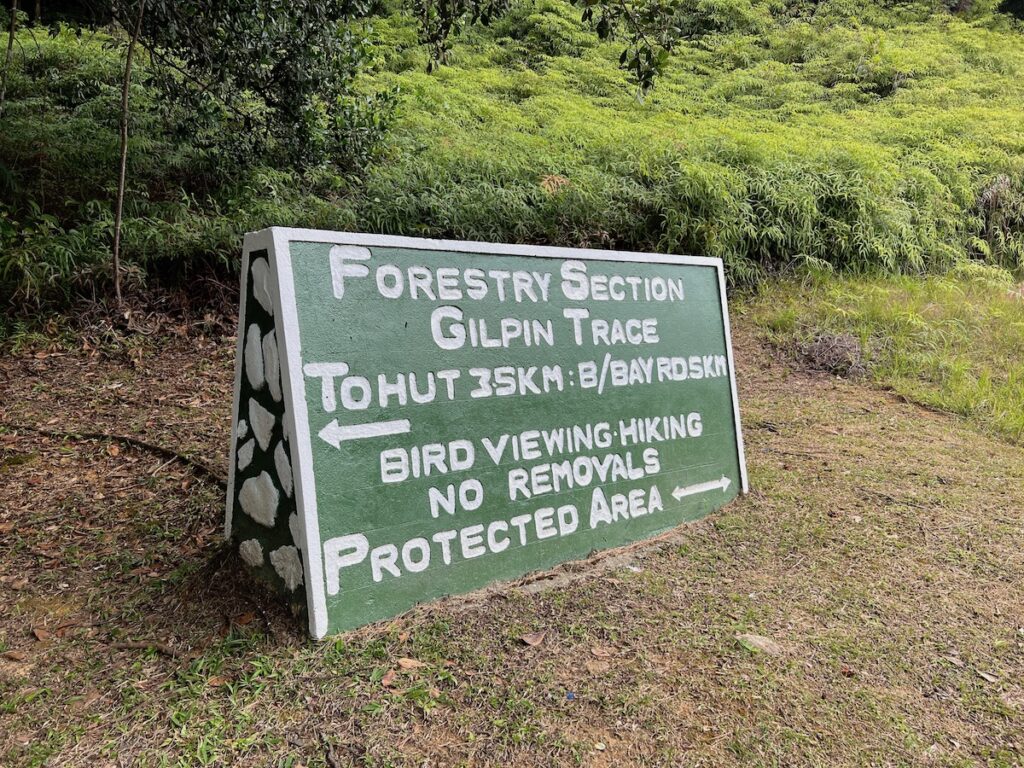 FORESTRY SECTION
GILPIN TRACE
TO HUT 3·5KM : B/BAY RD.5KM
BIRD VIEWING·HIKING
NO REMOVALS
PROTECTED AREA